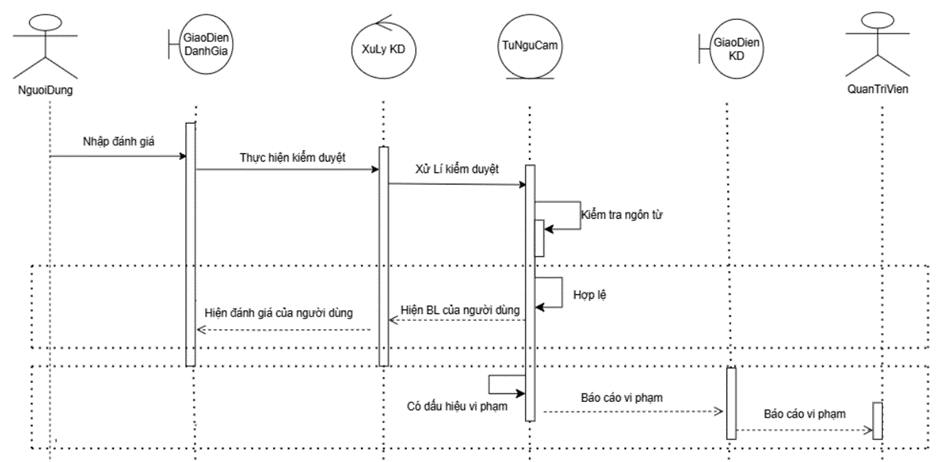 GiaoDien
DanhGia
XuLy KD
TuNguCam
GiaoDien
KD
NguoiDung
QuanTriVien
Nhập đánh giá
Thực hiện kiểm duyệt
Xử Lí kiểm duyệt
Kiểm tra ngôn từ
Hợp lệ
Hiện đánh giá của người dùng
Hiện BL của người dùng
Có dấu hiệu vi phạm
Báo cáo vi phạm
Báo cáo vi phạm